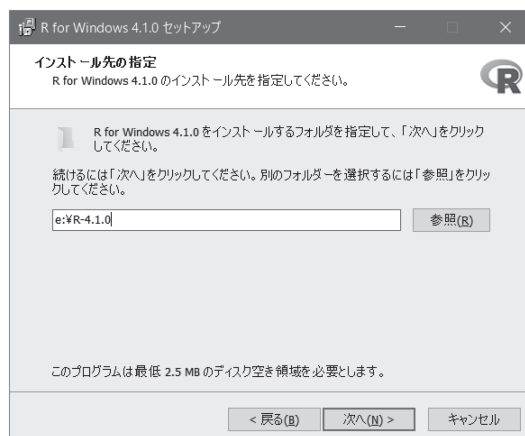 R for Windows 4.1.0 セットアップ
インストール先の指定
R for Windows 4.1.0 のインストール先を指定してください。
R
R for Windows 4.1.0 をインストールするフォルダを指定して、「次へ」をクリック
してください。
続けるには「次へ」をクリックしてください。別のフォルダーを選択するには「参照」をクリッ
クしてください。
e:¥R-4.1.0
参照(R)
このプログラムは最低 2.5 MB のディスク空き領域を必要とします。
< 戻る(B)
次へ(N) >
キャンセル